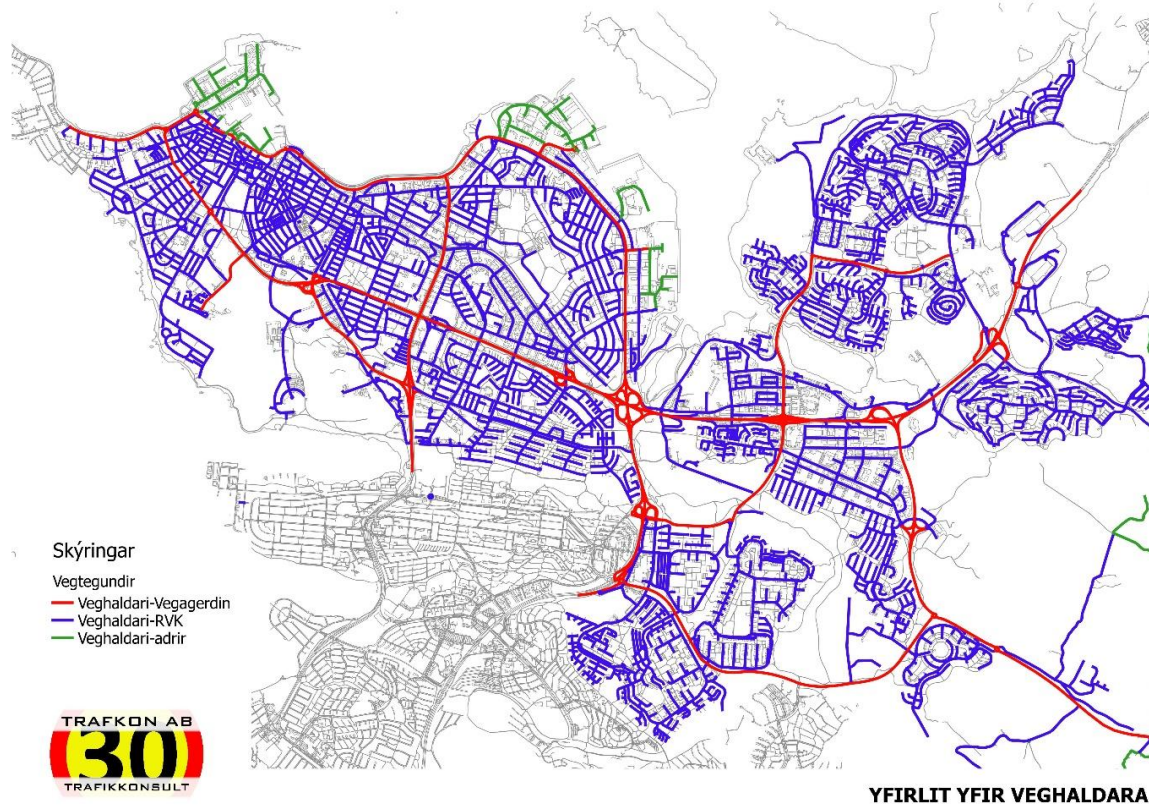 Skýringar
Vegtegundir
Veghaldari-Vegagerdin
Veghaldari-RVK
Veghaldari-adrir
TRAFKON AB
30
TRAFIKKONSULT
YFIRLIT YFIR VEGHALDARA